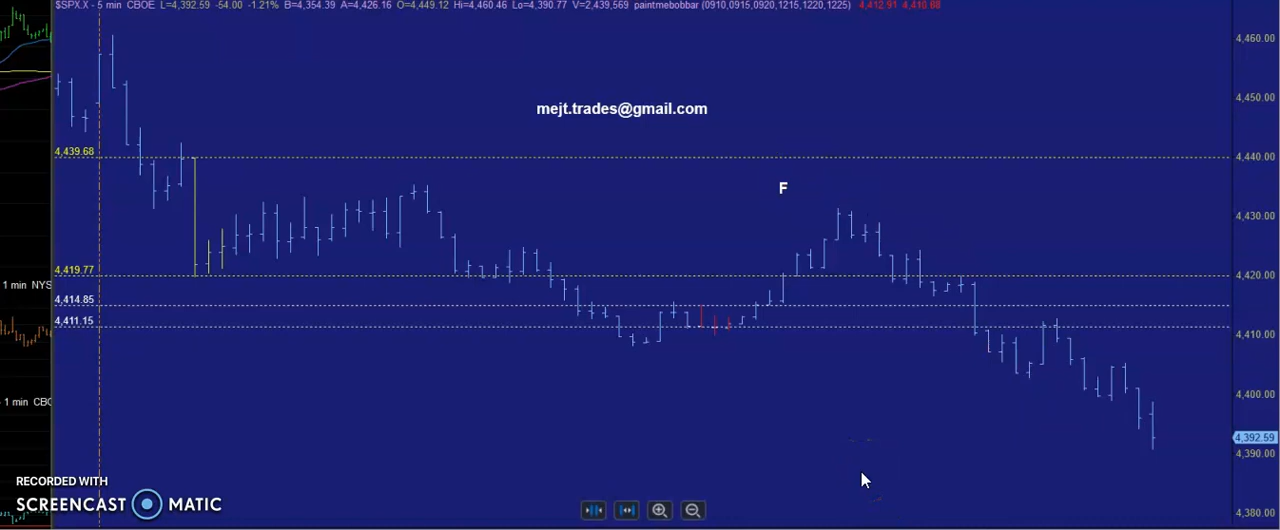 $SPX.X - 5 min CBOE L=4,392.59 -54.00 -1.21% B=4,354.39 A=4,426.16 O=4,449.12 Hi=4,460.46 Lo=4,390.77 V=2,439,569 paintmebobbar (0910,0915,0920,1215,1220,1225) 4,412.91 4,410.68
4,460.00
4,450.00
mejt.trades@gmail.com
4,439.68
4,440.00
F
4,430.00
4,419.77
4,420.00
1 min NYS
4,414.85
4,411.15
4,410.00
4,400.00
- 1 min CBO
4,392.59
4,390.00
RECORDED WITH
SCREENCAST MATIC
4,380.00